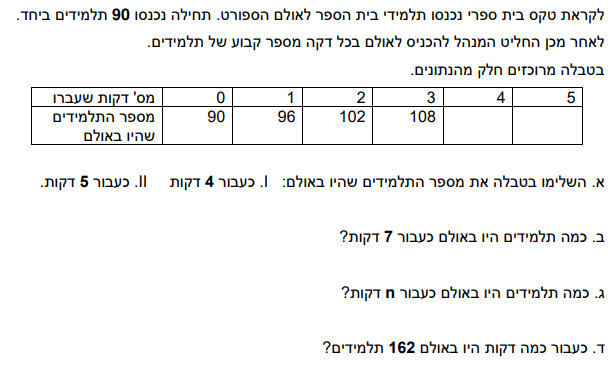 לקראת טקס בית ספרי נכנסו תלמידי בית הספר לאולם הספורט. תחילה נכנסו 90 תלמידים ביחד.
לאחר מכן החליט המנהל להכניס לאולם בכל דקה מספר קבוע של תלמידים.
בטבלה מרוכזים חלק מהנתונים.
מס' דקות שעברו 0 1 2 3 4 5
מספר התלמידים 90 96 102 108
שהיו באולם
א. השלימו בטבלה את מספר התלמידים שהיו באולם: I. כעבור 4 דקות II. כעבור 5 דקות.
ב. כמה תלמידים היו באולם כעבור 7 דקות?
ג. כמה תלמידים היו באולם כעבור n דקות?
ד. כעבור כמה דקות היו באולם 162 תלמידים?